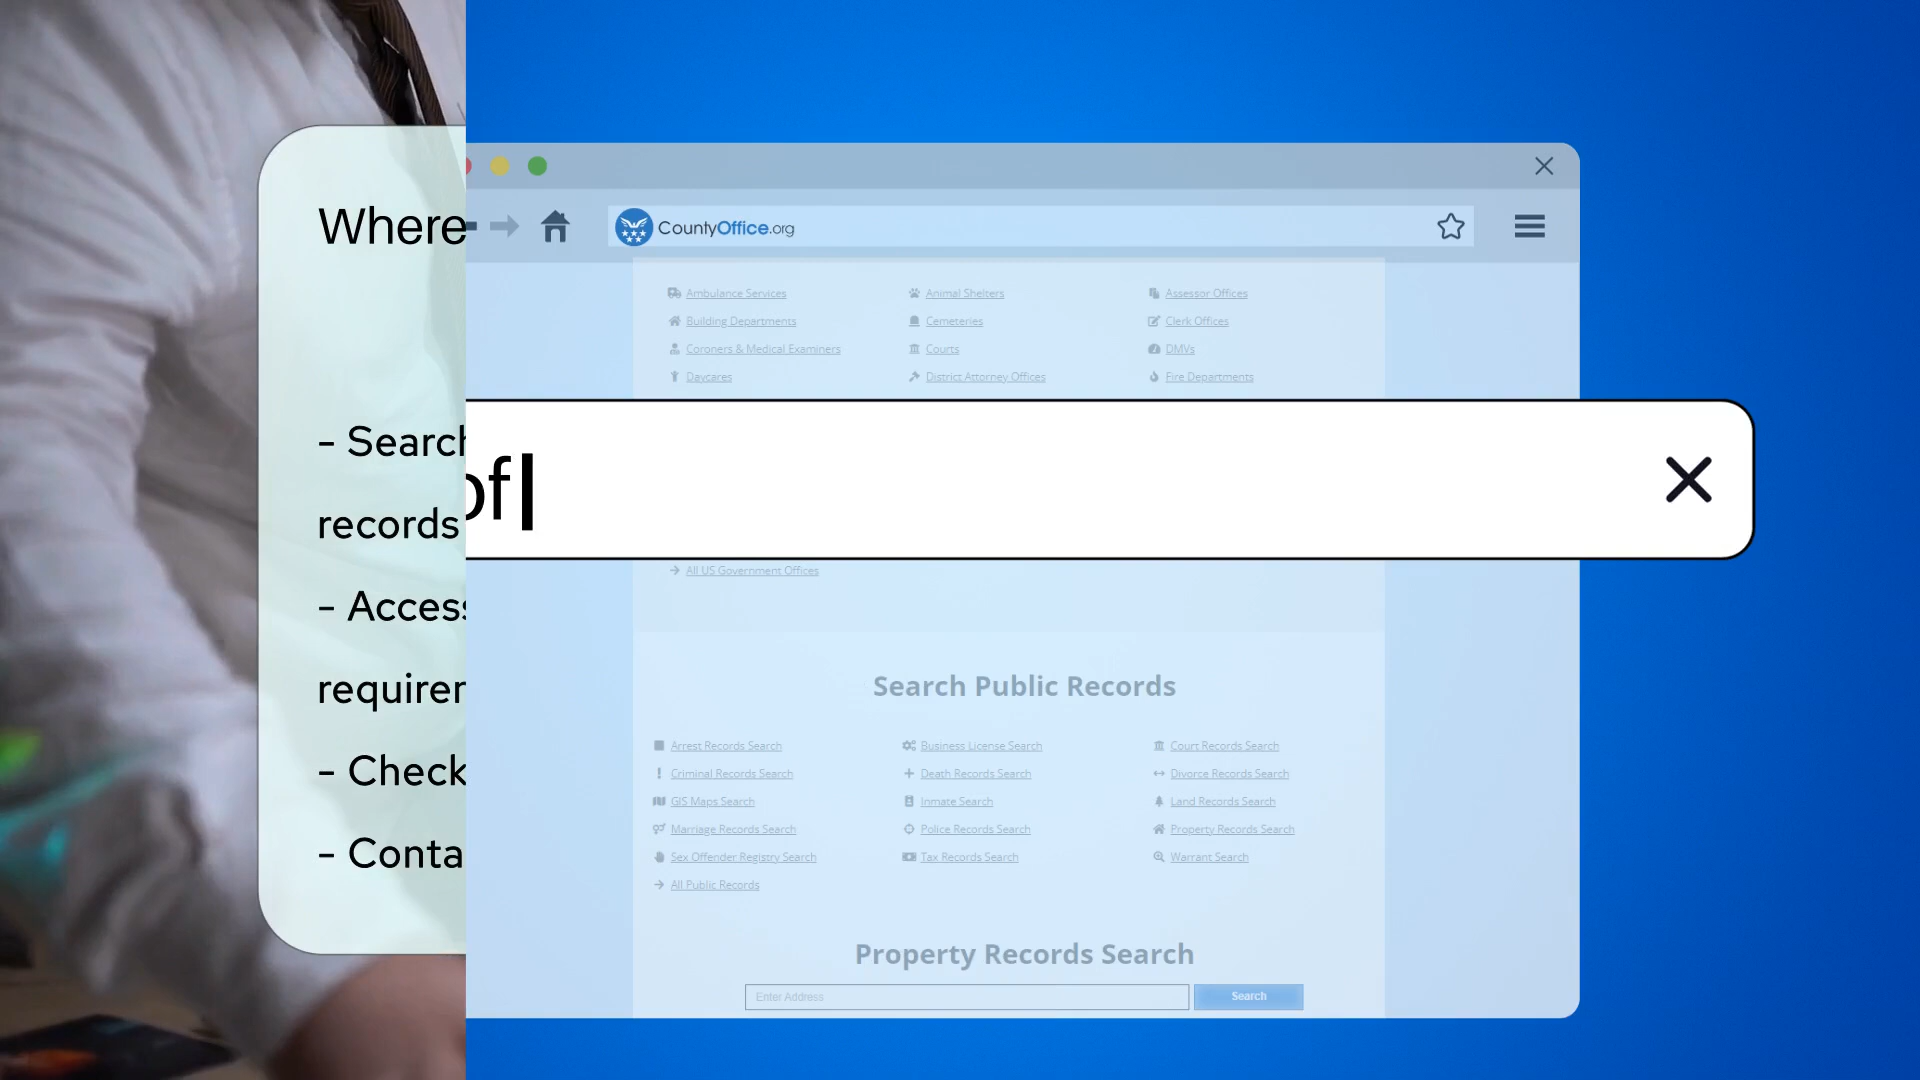 Where
- Search
records
- Access
requirem
- Check
- Conta
CountyOffice.org
Ambulance Services
Animal Shelters
Assessor Offices
Building Departments
Cemeteries
Clerk Offices
Coroners & Medical Examiners
Courts
DMVs
Daycares
District Attorney Offices
Fire Departments
of
All US Government Offices
Search Public Records
Arrest Records Search
Business License Search
Court Records Search
Criminal Records Search
Death Records Search
Divorce Records Search
GIS Maps Search
Inmate Search
Land Records Search
Marriage Records Search
Police Records Search
Property Records Search
Sex Offender Registry Search
Tax Records Search
Warrant Search
All Public Records
Property Records Search
Enter Address
Search